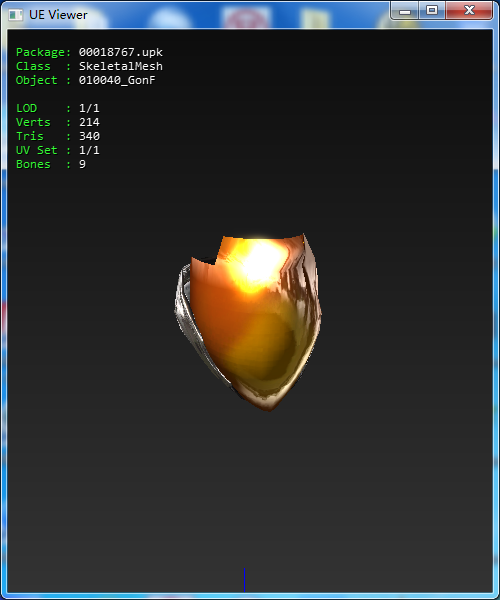 UE Viewer
Package: 00018767.upk
Class : SkeletalMesh
Object : 010040_GonF
LOD : 1/1
Verts : 214
Tris : 340
UV Set : 1/1
Bones : 9